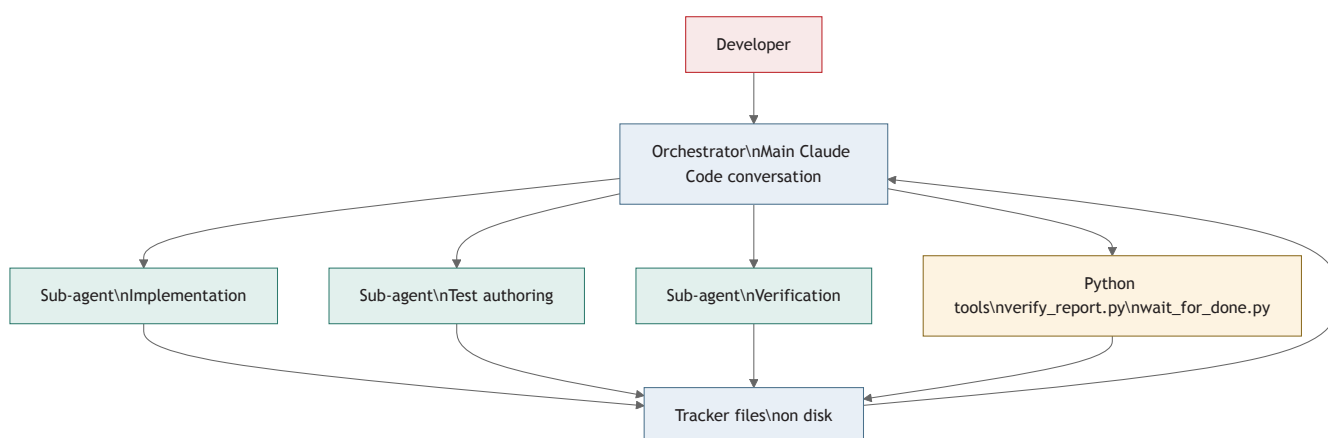 Developer
Orchestrator\nMain Claude
Code conversation
Sub-agent\nImplementation
Sub-agent\nTest authoring
Sub-agent\nVerification
Python
tools\nverify_report.py\nwait_for_done.py
Tracker files\non disk